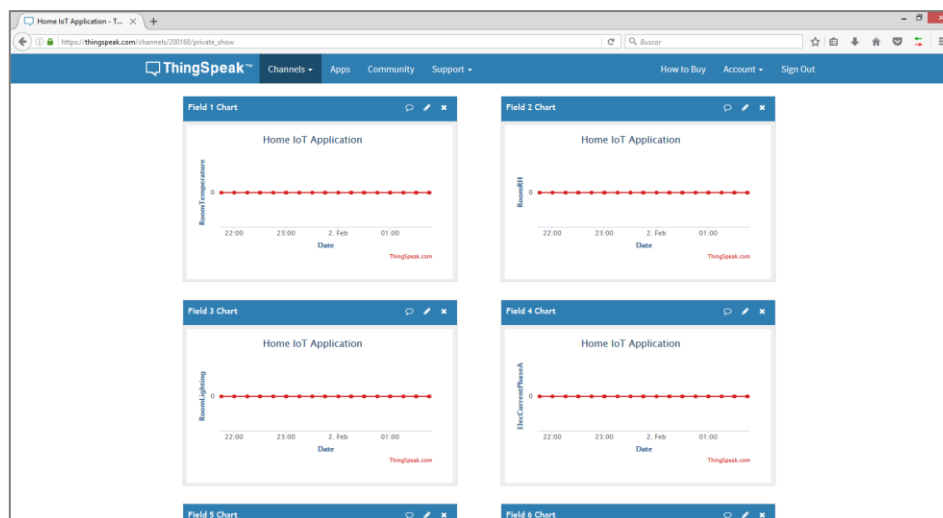 Home IoT Application - T...
https://thingspeak.com/channels/200168/private_show
Buscar
ThingSpeak™ Channels Apps Community Support How to Buy Account Sign Out
Field 1 Chart
Home IoT Application
RoomTemperature
0
22:00 23:00 2. Feb 01:00
Date
ThingSpeak.com
Field 2 Chart
Home IoT Application
RoomRH
0
22:00 23:00 2. Feb 01:00
Date
ThingSpeak.com
Field 3 Chart
Home IoT Application
RoomLighting
0
22:00 23:00 2. Feb 01:00
Date
ThingSpeak.com
Field 4 Chart
Home IoT Application
ElecCurrentPhaseA
0
22:00 23:00 2. Feb 01:00
Date
ThingSpeak.com
Field 5 Chart
Field 6 Chart